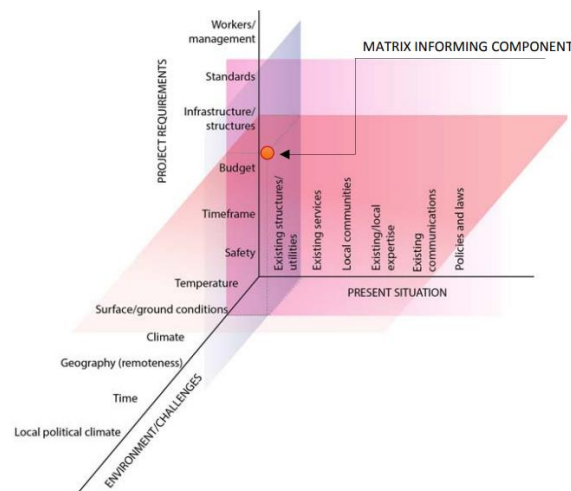 Workers/
management
MATRIX INFORMING COMPONENT
Standards
Infrastructure/
structures
PROJECT REQUIREMENTS
Budget
Timeframe
Safety
Existing structures/
utilities
Existing services
Local communities
Existing/local
expertise
Existing
communications
Policies and laws
Temperature
PRESENT SITUATION
Surface/ground conditions
Climate
Geography (remoteness)
Time
Local political climate
ENVIRONMENT/CHALLENGES